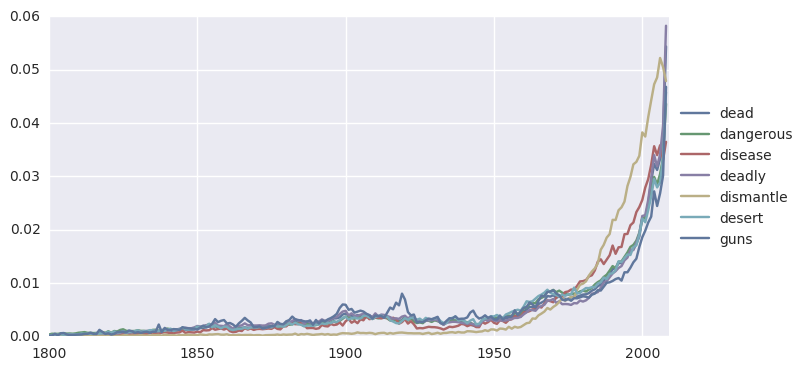 0.06
0.05
0.04
0.03
0.02
0.01
0.00
1800 1850 1900 1950 2000
dead
dangerous
disease
deadly
dismantle
desert
guns